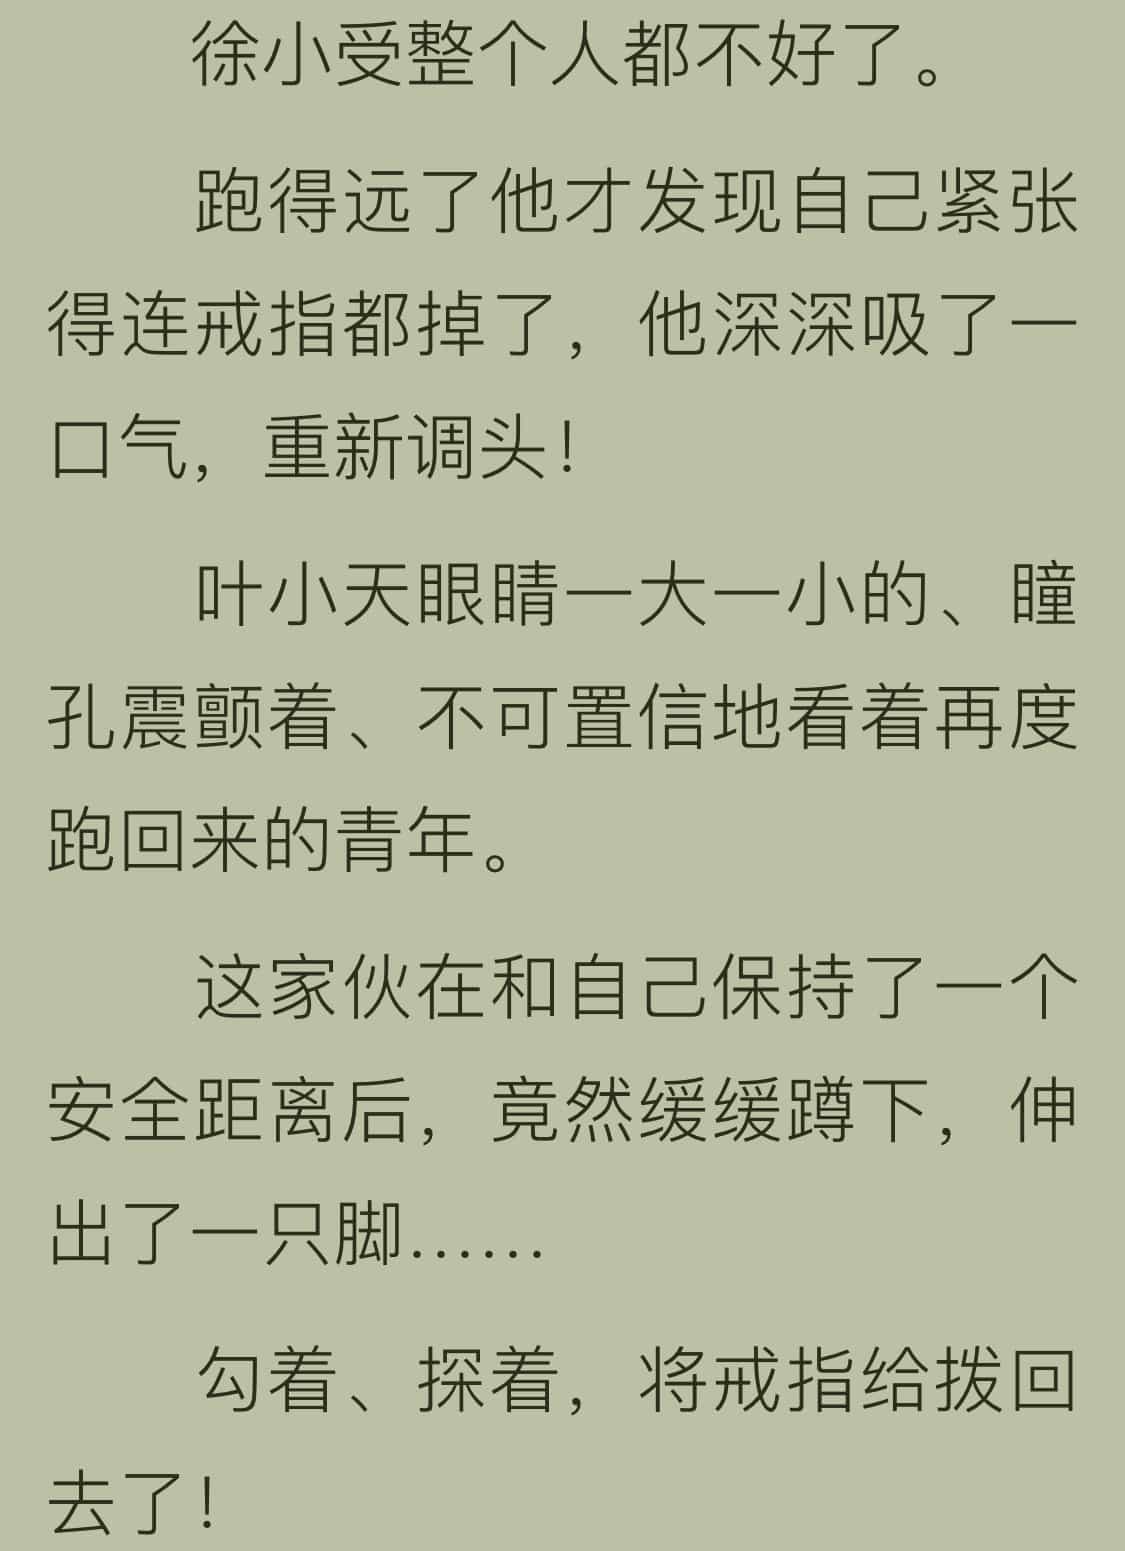 徐小受整个人都不好了。
跑得远了他才发现自己紧张
得连戒指都掉了，他深深吸了一
口气，重新调头！
叶小天眼睛一大一小的、瞳
孔震颤着、不可置信地看着再度
跑回来的青年。
这家伙在和自己保持了一个
安全距离后，竟然缓缓蹲下，伸
出了一只脚……
勾着、探着，将戒指给拨回
去了！